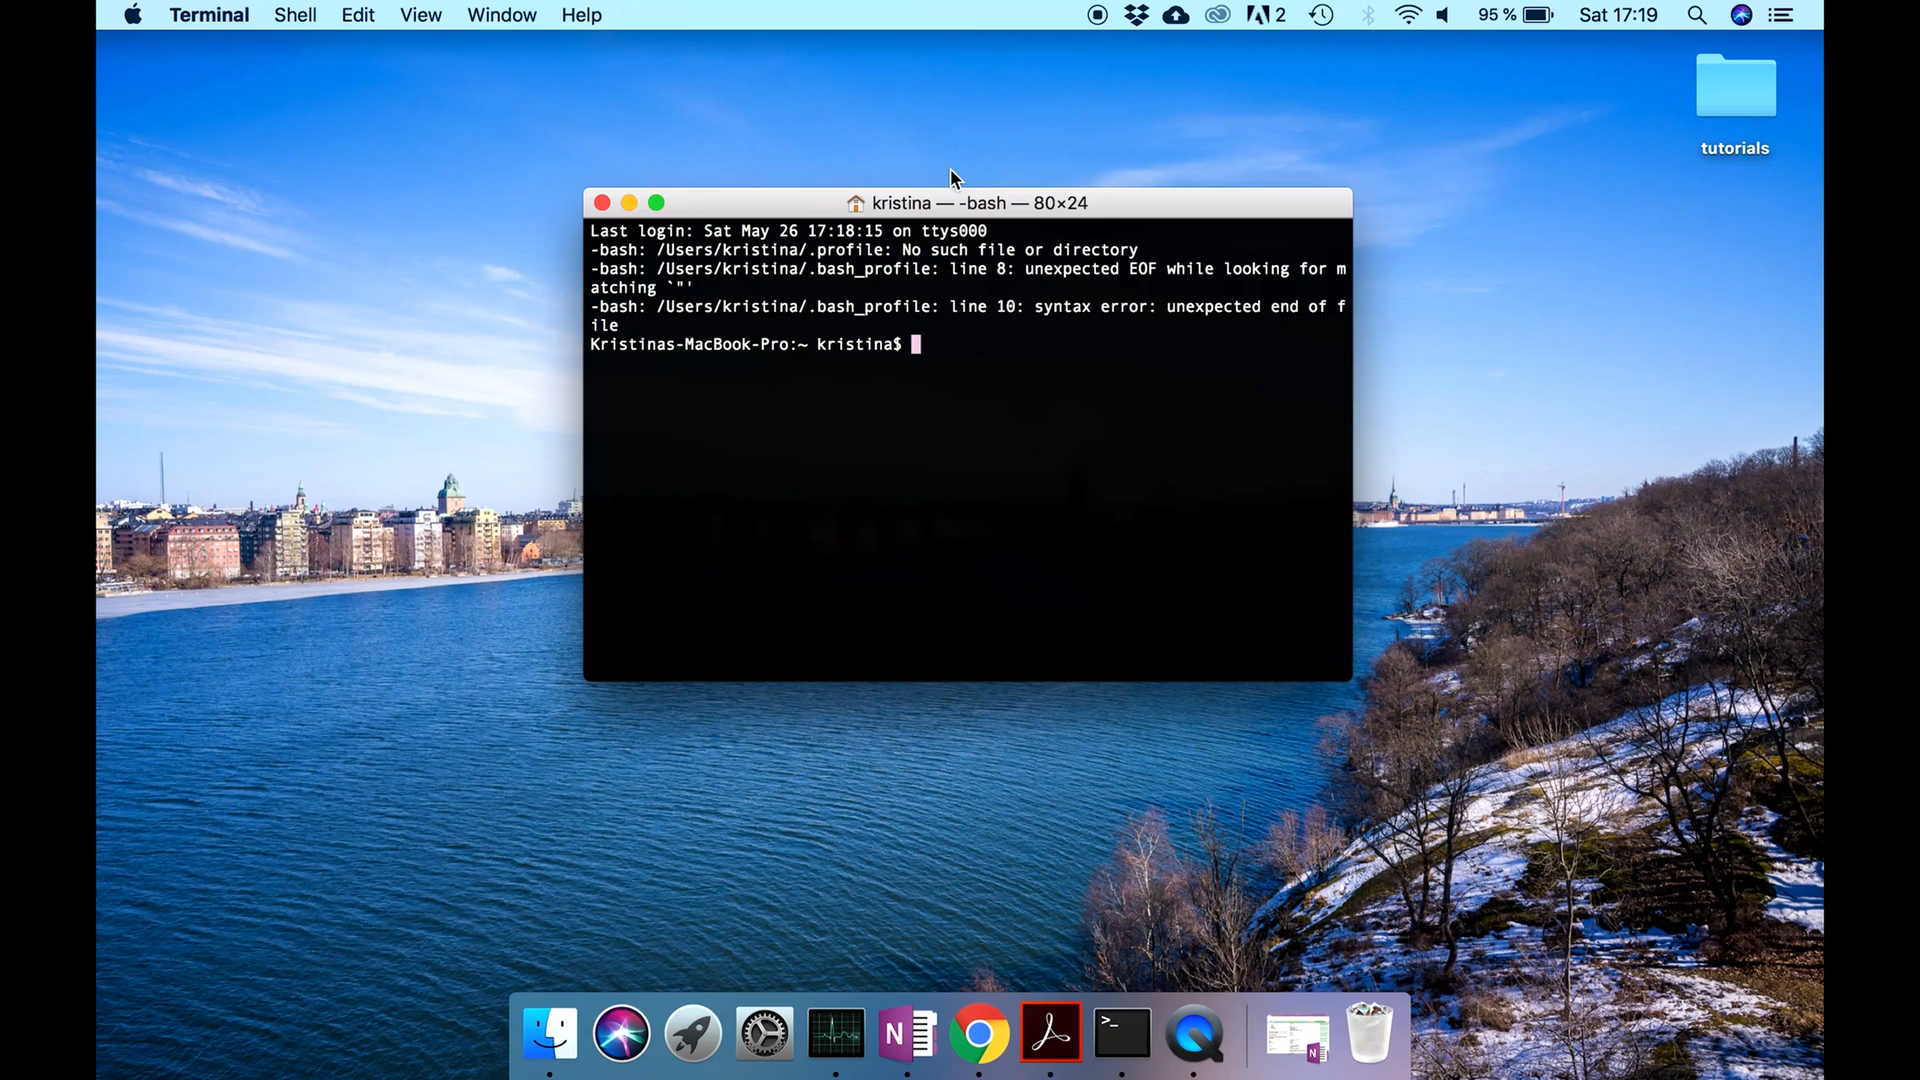 Terminal Shell Edit View Window Help 2 95 % Sat 17:19
tutorials
kristina — -bash — 80×24
Last login: Sat May 26 17:18:15 on ttys000
-bash: /Users/kristina/.profile: No such file or directory
-bash: /Users/kristina/.bash_profile: line 8: unexpected EOF while looking for m
atching `"'
-bash: /Users/kristina/.bash_profile: line 10: syntax error: unexpected end of f
ile
Kristinas-MacBook-Pro:~ kristina$